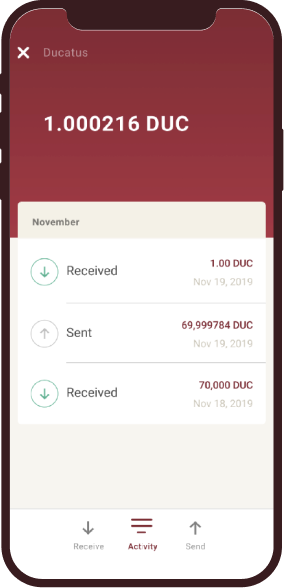 Ducatus
1.000216 DUC
November
Received 1.00 DUC
Nov 19, 2019
Sent 69,999784 DUC
Nov 19, 2019
Received 70,000 DUC
Nov 18, 2019
Receive Activity Send